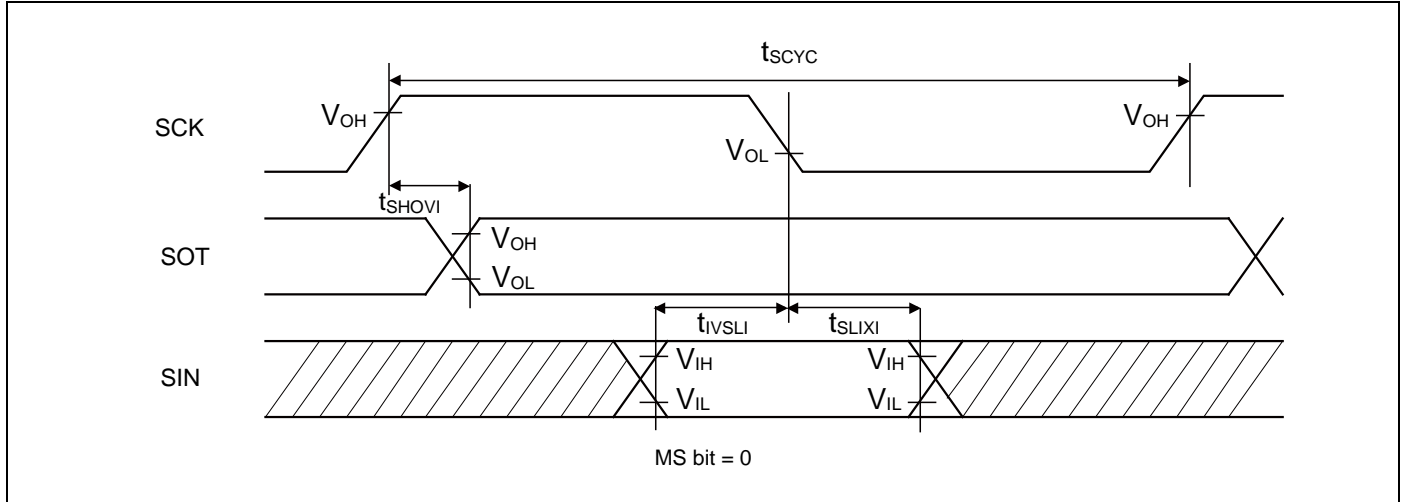 tSCYC
SCK
VOH
VOL
VOH
tSHOVI
SOT
VOH
VOL
tIVSLI
tSLIXI
SIN
VIH
VIH
VIL
VIL
MS bit = 0